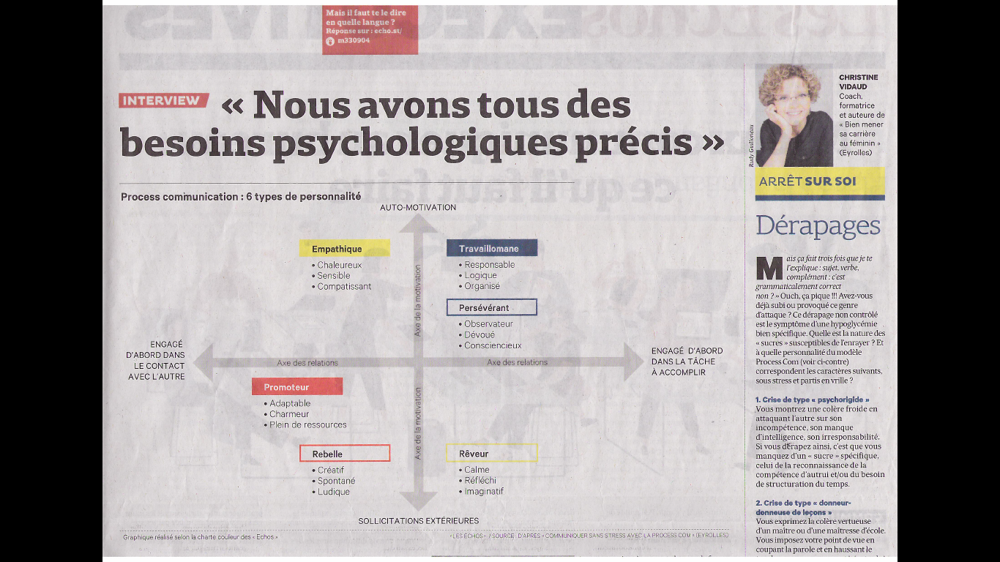 Mais il faut te le dire
en quelle langue ?
Réponse sur : echo.st/
m330904
INTERVIEW
« Nous avons tous des
besoins psychologiques précis »
Process communication : 6 types de personnalité
AUTO-MOTIVATION
Empathique
• Chaleureux
• Sensible
• Compatissant
Travaillomane
• Responsable
• Logique
• Organisé
Persévérant
• Observateur
• Dévoué
• Consciencieux
Axe de la motivation
ENGAGÉ
D'ABORD DANS
LE CONTACT
AVEC L'AUTRE
Axe des relations
Axe des relations
ENGAGÉ D'ABORD
DANS LA TÂCHE
À ACCOMPLIR
Promoteur
• Adaptable
• Charmeur
• Plein de ressources
Axe de la motivation
Rebelle
• Créatif
• Spontané
• Ludique
Rêveur
• Calme
• Réfléchi
• Imaginatif
SOLLICITATIONS EXTÉRIEURES
Graphique réalisé selon la charte couleur des « Echos »
« LES ÉCHOS » / SOURCE : D'APRÈS « COMMUNIQUER SANS STRESS AVEC LA PROCESS COM » (EYROLLES)
Rudy Guilloneau
CHRISTINE
VIDAUD
Coach,
formatrice
et auteure de
« Bien mener
sa carrière
au féminin »
(Eyrolles)
ARRÊT SUR SOI
Dérapages
Mais ça fait trois fois que je te
l'explique : sujet, verbe,
complément : c'est
grammaticalement correct
non ? » Ouch, ça pique !!! Avez-vous
déjà subi ou provoqué ce genre
d'attaque ? Ce dérapage non contrôlé
est le symptôme d'une hypoglycémie
bien spécifique. Quelle est la nature des
« sucres » susceptibles de l'enrayer ? Et
à quelle personnalité du modèle
Process Com (voir ci-contre)
correspondent les caractères suivants,
sous stress et partis en vrille ?
1. Crise de type « psychorigide »
Vous montrez une colère froide en
attaquant l'autre sur son
incompétence, son manque
d'intelligence, son irresponsabilité.
Si vous dérapez ainsi, c'est que vous
manquez d'un « sucre » spécifique,
celui de la reconnaissance de la
compétence d'autrui et/ou du besoin
de structuration du temps.
2. Crise de type « donneur-
donneuse de leçons »
Vous exprimez la colère vertueuse
d'un maître ou d'une maîtresse d'école.
Vous imposez votre point de vue en
coupant la parole et en haussant le